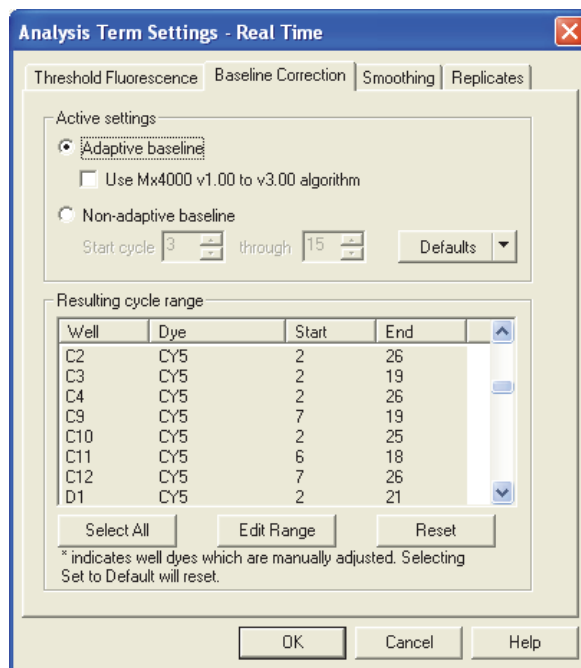 Analysis Term Settings - Real Time
Threshold Fluorescence Baseline Correction Smoothing Replicates
Active settings
Adaptive baseline
Use Mx4000 v1.00 to v3.00 algorithm
Non-adaptive baseline
Start cycle 3 through 15 Defaults
Resulting cycle range
Well Dye Start End
C2 CY5 2 26
C3 CY5 2 19
C4 CY5 2 26
C9 CY5 7 19
C10 CY5 2 25
C11 CY5 6 18
C12 CY5 7 26
D1 CY5 2 21
Select All Edit Range Reset
* indicates well dyes which are manually adjusted. Selecting
Set to Default will reset.
OK Cancel Help